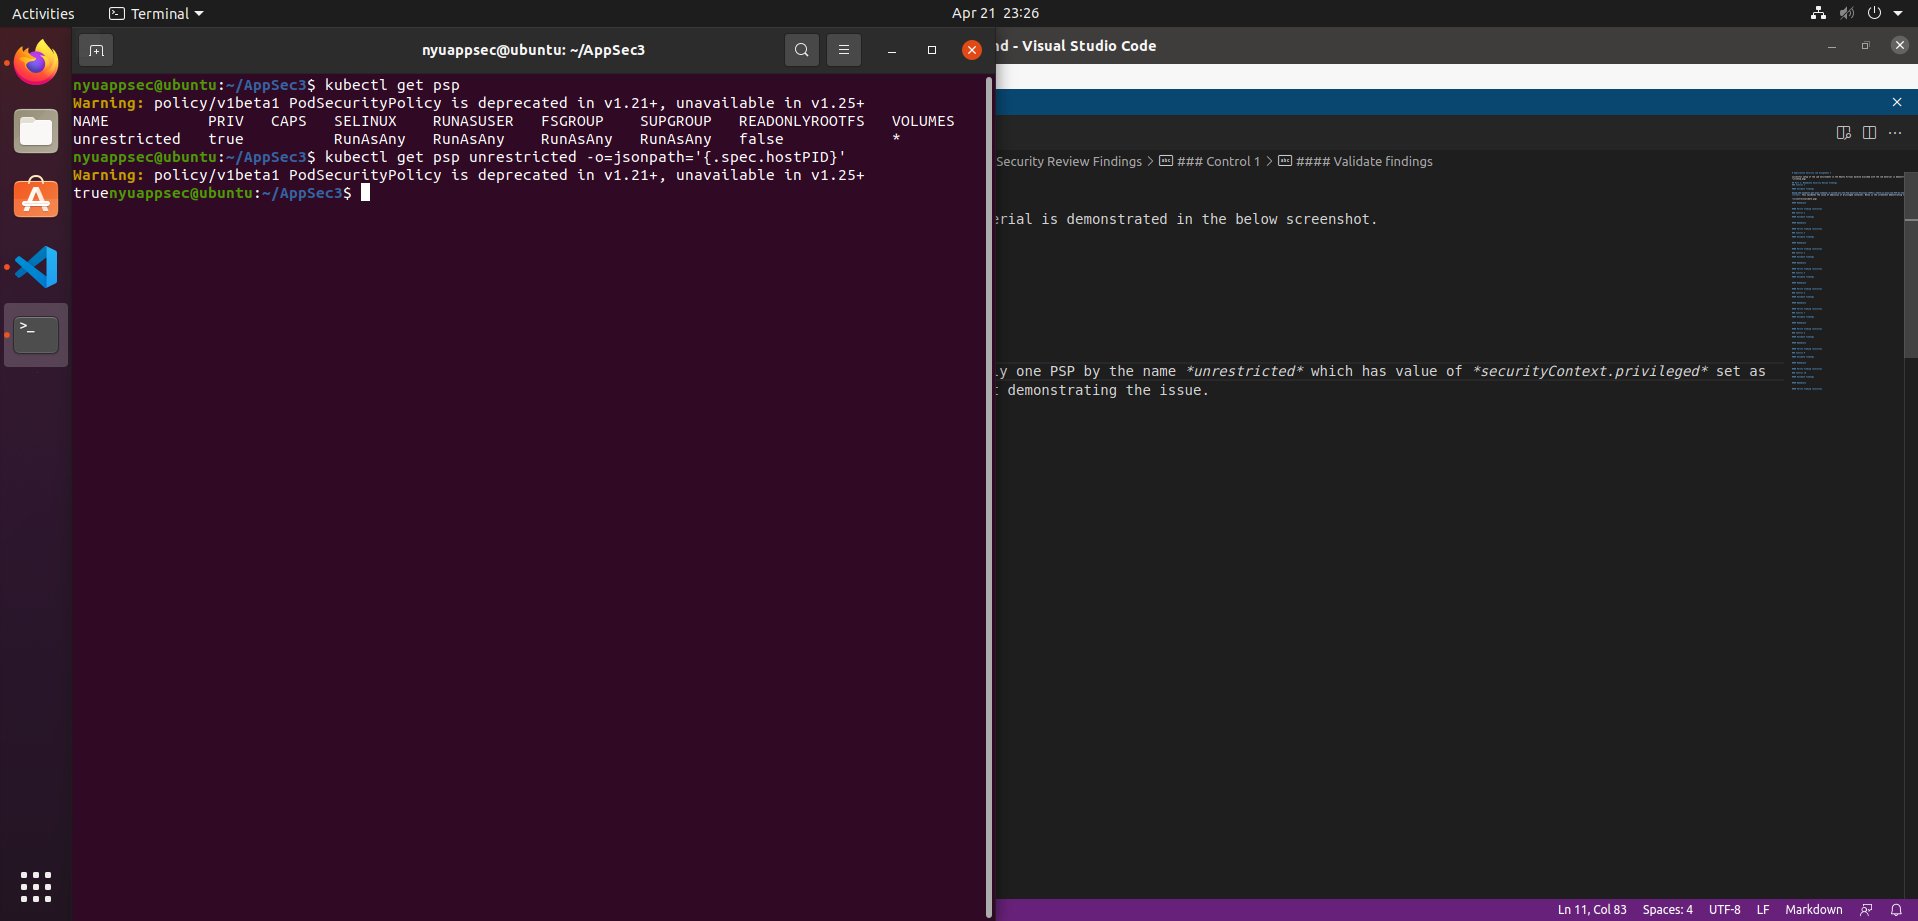 Activities Terminal Apr 21 23:26
nyuappsec@ubuntu: ~/AppSec3
nd - Visual Studio Code
nyuappsec@ubuntu:~/AppSec3$ kubectl get psp
Warning: policy/v1beta1 PodSecurityPolicy is deprecated in v1.21+, unavailable in v1.25+
NAME PRIV CAPS SELINUX RUNASUSER FSGROUP SUPGROUP READONLYROOTFS VOLUMES
unrestricted true RunAsAny RunAsAny RunAsAny RunAsAny false *
nyuappsec@ubuntu:~/AppSec3$ kubectl get psp unrestricted -o=jsonpath='{.spec.hostPID}'
Warning: policy/v1beta1 PodSecurityPolicy is deprecated in v1.21+, unavailable in v1.25+
truenyuappsec@ubuntu:~/AppSec3$
Security Review Findings > ### Control 1 > #### Validate findings
erial is demonstrated in the below screenshot.
ly one PSP by the name *unrestricted* which has value of *securityContext.privileged* set as
t demonstrating the issue.
Ln 11, Col 83 Spaces: 4 UTF-8 LF Markdown